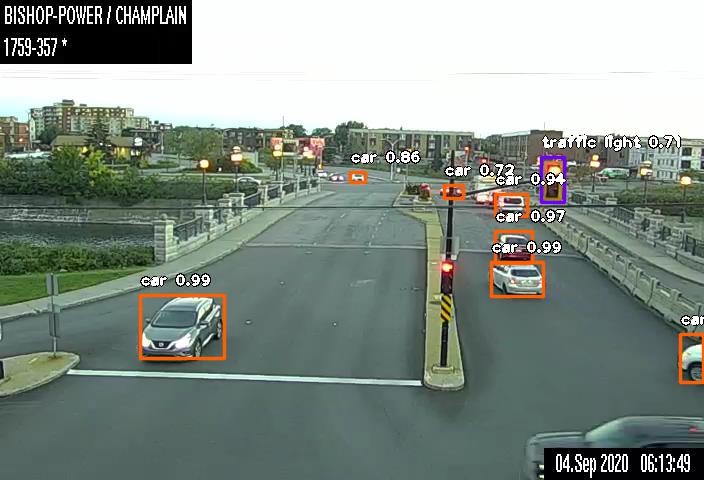 BISHOP-POWER / CHAMPLAIN
1759-357 *
traffic light 0.71
car 0.86
car 0.72
car 0.94
car 0.97
car 0.99
car 0.99
car
04.Sep 2020 06:13:49